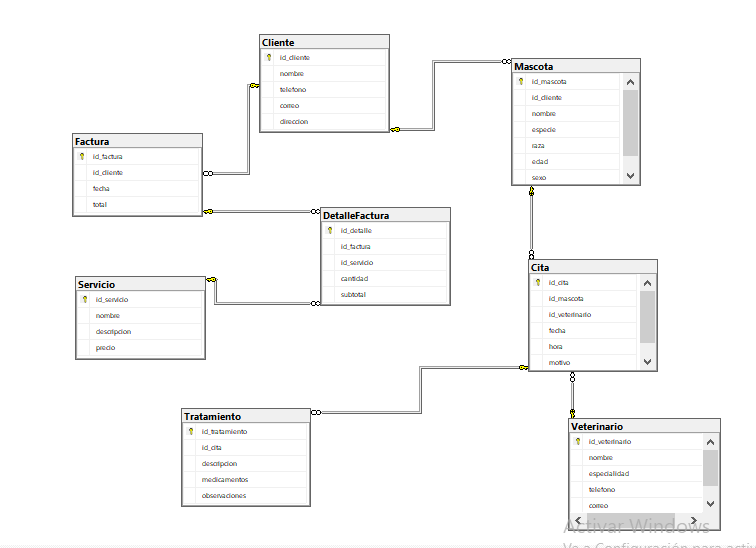 Cliente
id_cliente
nombre
telefono
correo
direccion
Mascota
id_mascota
id_cliente
nombre
especie
raza
edad
sexo
Factura
id_factura
id_cliente
fecha
total
DetalleFactura
id_detalle
id_factura
id_servicio
cantidad
subtotal
Servicio
id_servicio
nombre
descripcion
precio
Cita
id_cita
id_mascota
id_veterinario
fecha
hora
motivo
Tratamiento
id_tratamiento
id_cita
descripcion
medicamentos
observaciones
Veterinario
id_veterinario
nombre
especialidad
telefono
correo
Activar Windows
Ve a Configuración para activ